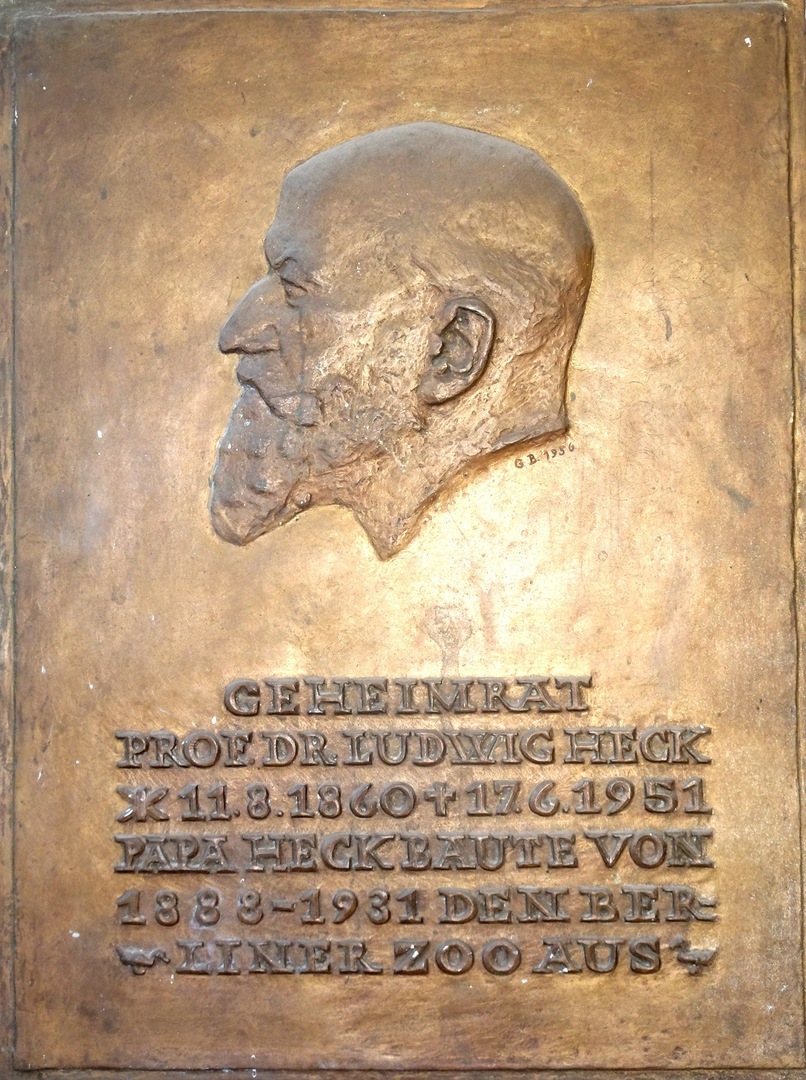 G.B. 1956
GEHEIMRAT
PROF DR LUDWIG HECK
* 11.8.1860 † 17.6.1951
PAPA HECK BAUTE VON
1888-1931 DEN BER-
LINER ZOO AUS